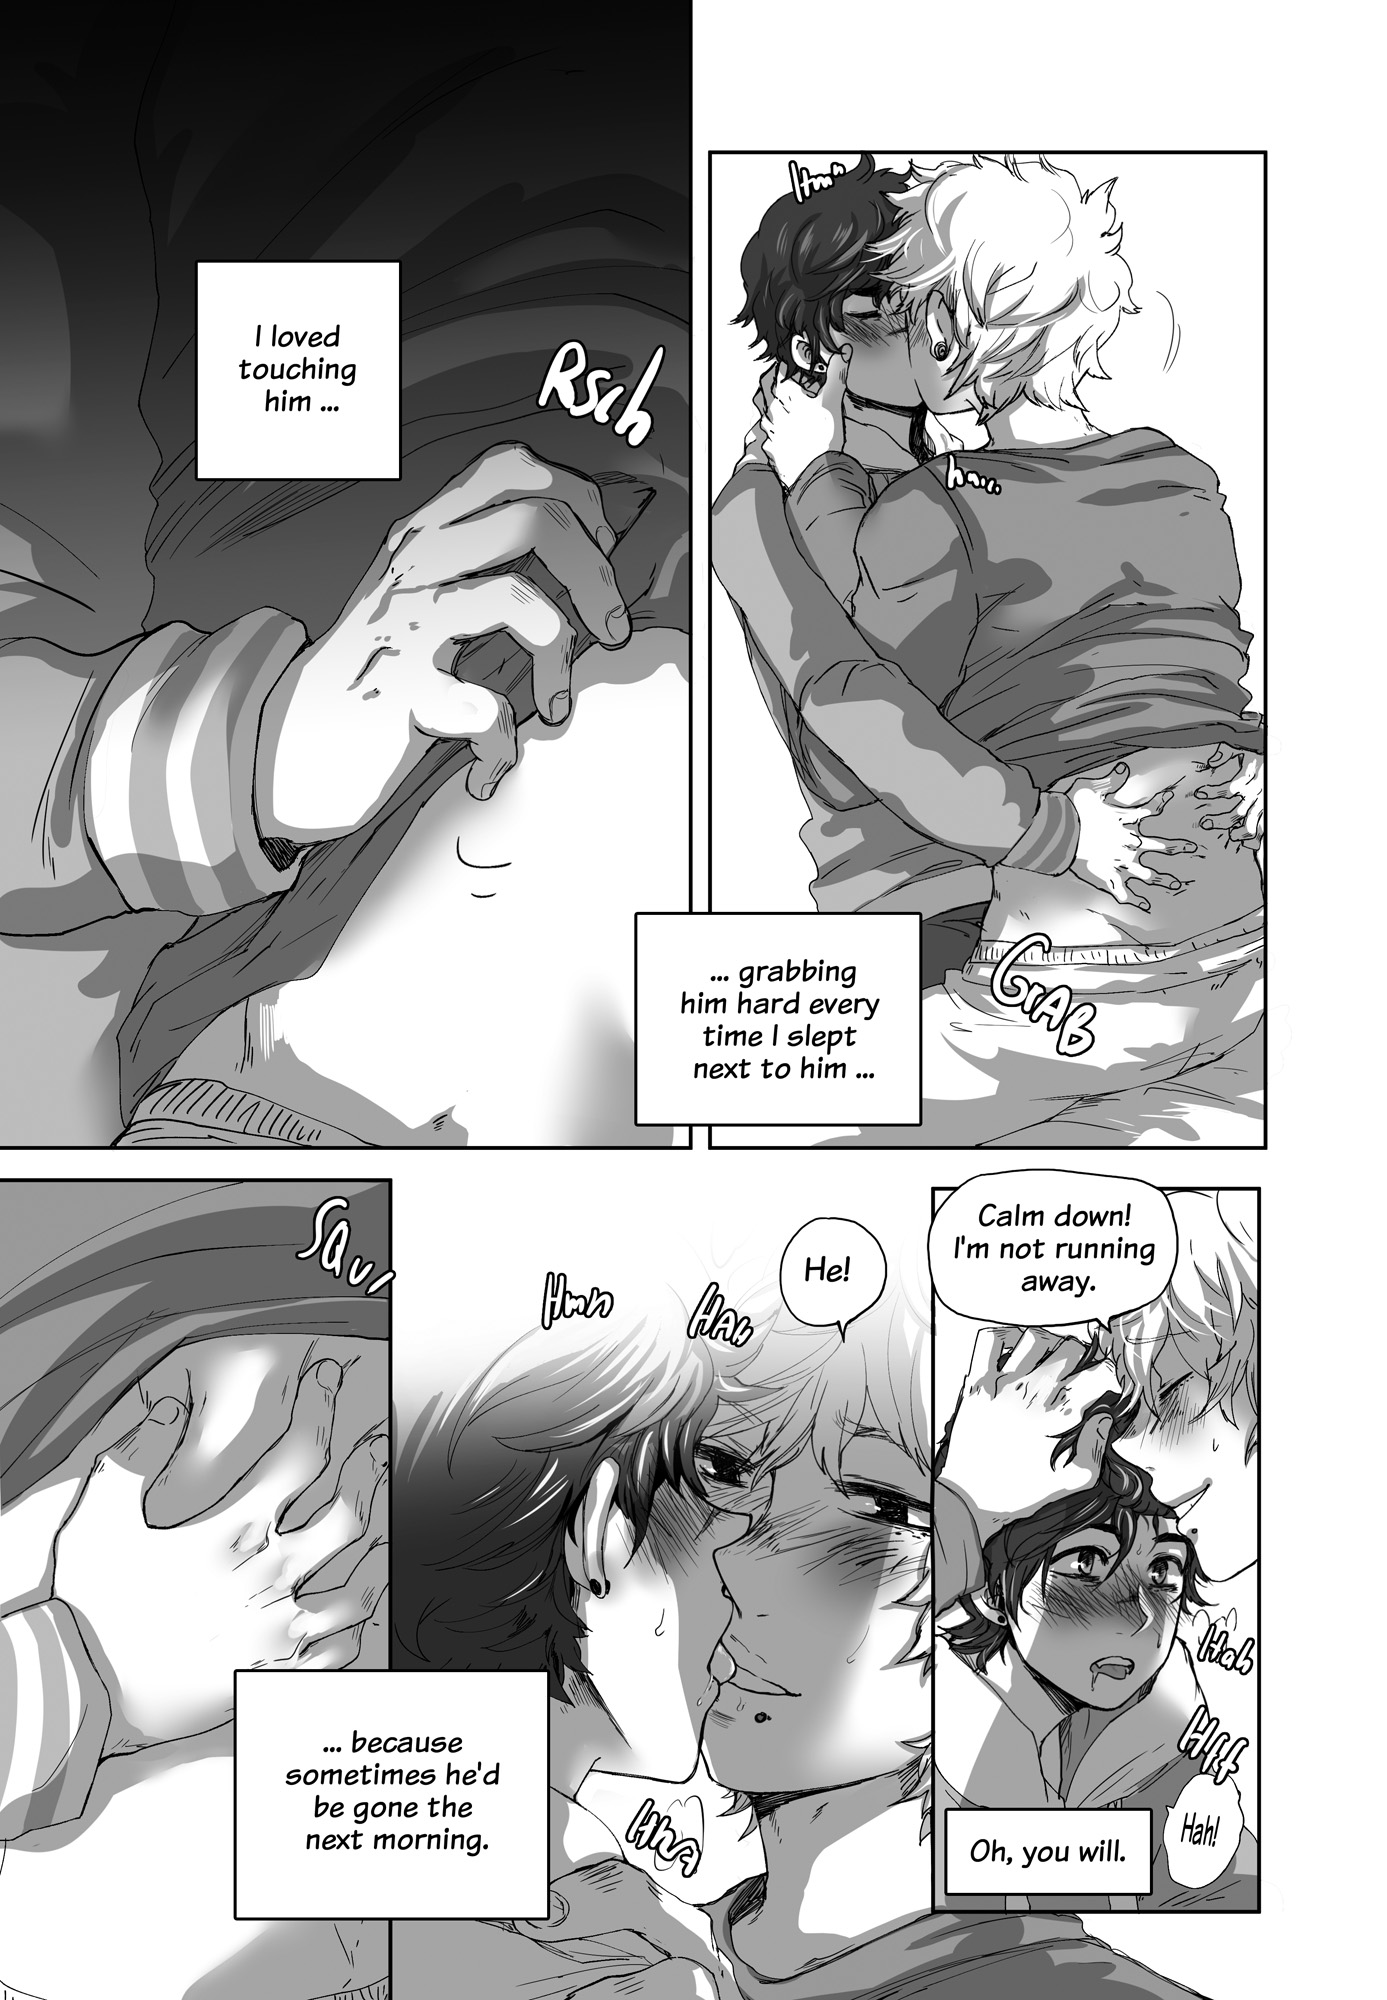 I loved
touching
him ...
Rsch
Hmn
hn...
... grabbing
him hard every
time I slept
next to him ...
GrAB
SQui
... because
sometimes he'd
be gone the
next morning.
Hmn
HAh
He!
Calm down!
I'm not running
away.
Hah
Hff
Hah!
Oh, you will.